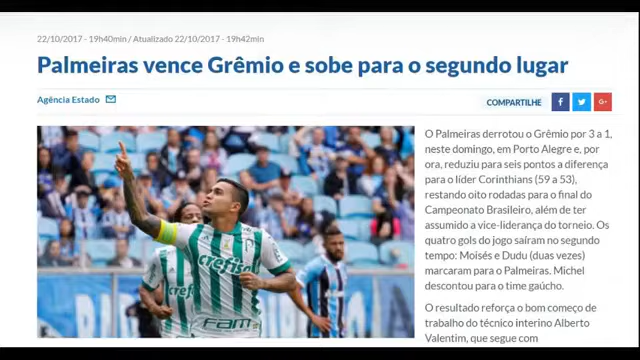 22/10/2017 - 19h40min / Atualizado 22/10/2017 - 19h42min
Palmeiras vence Grêmio e sobe para o segundo lugar
Agência Estado
COMPARTILHE
f
G+
O Palmeiras derrotou o Grêmio por 3 a 1,
neste domingo, em Porto Alegre e, por
ora, reduziu para seis pontos a diferença
para o líder Corinthians (59 a 53),
restando oito rodadas para o final do
Campeonato Brasileiro, além de ter
assumido a vice-liderança do torneio. Os
quatro gols do jogo saíram no segundo
tempo: Moisés e Dudu (duas vezes)
marcaram para o Palmeiras. Michel
descontou para o time gaúcho.
O resultado reforça o bom começo de
trabalho do técnico interino Alberto
Valentim, que segue com
crefisa
FAM